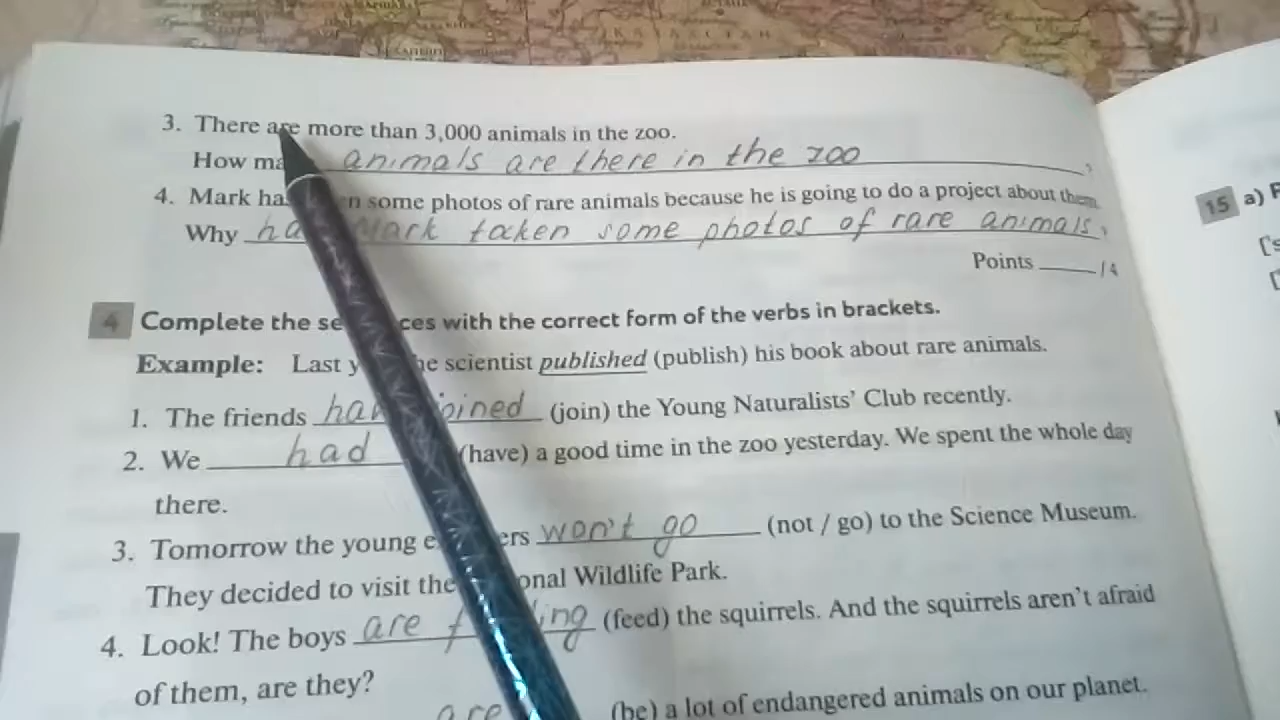 КАЗАХСТАН
3. There are more than 3,000 animals in the zoo.
How animals are there in the zoo ?
4. Mark some photos of rare animals because he is going to do a project about them.
Why Mark taken some photos of rare animals ?
Points ____/4
15 a)
4 Complete the with the correct form of the verbs in brackets.
Example: Last scientist published (publish) his book about rare animals.
1. The friends joined (join) the Young Naturalists' Club recently.
2. We had (have) a good time in the zoo yesterday. We spent the whole day
there.
3. Tomorrow the young won't go (not / go) to the Science Museum.
They decided to visit the Wildlife Park.
4. Look! The boys are (feed) the squirrels. And the squirrels aren't afraid
of them, are they?
are (be) a lot of endangered animals on our planet.